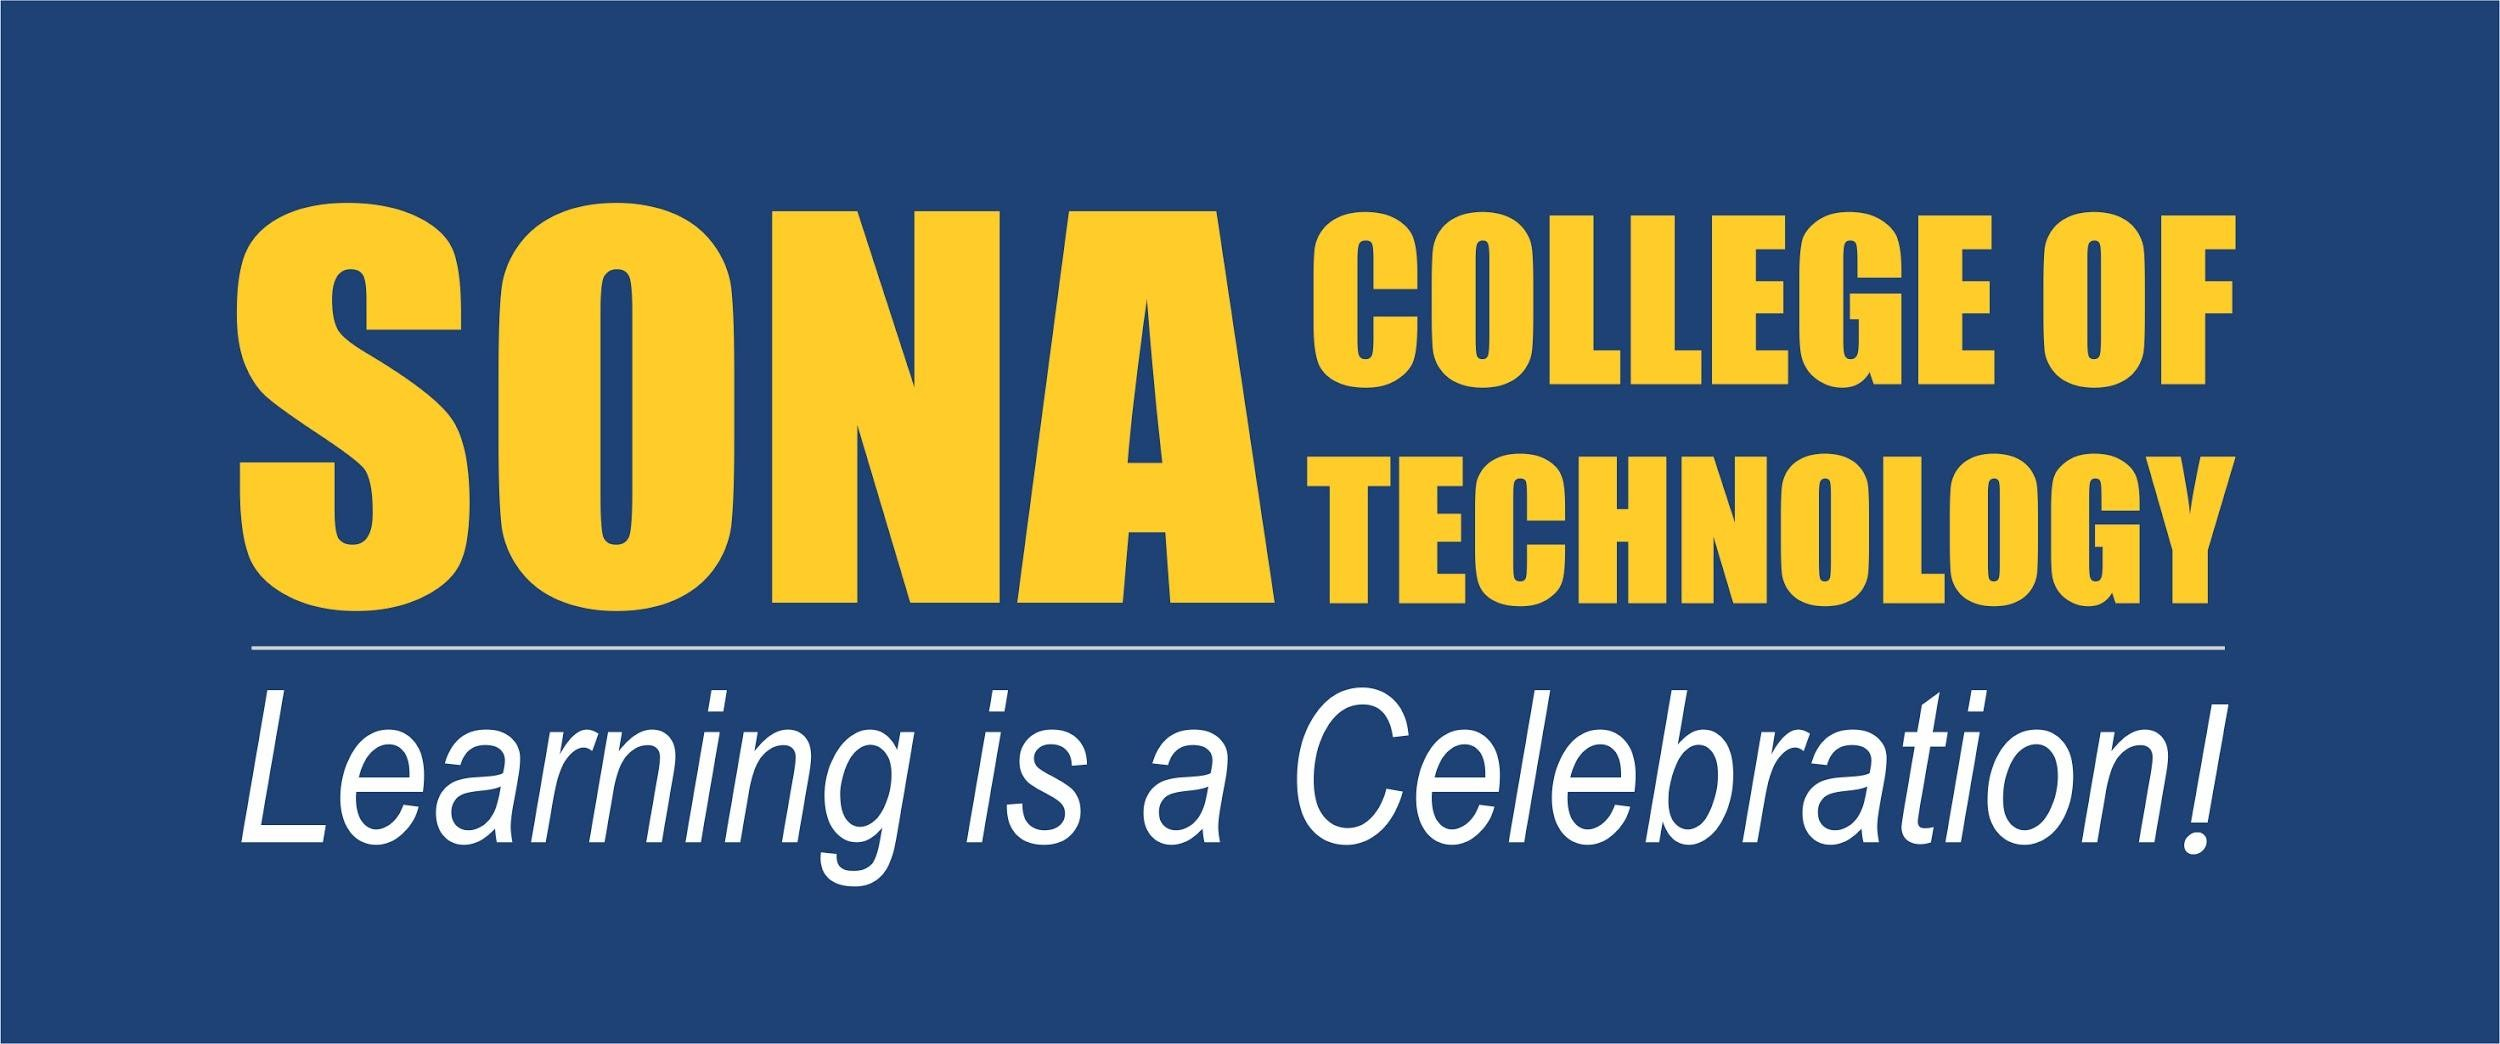 SONA COLLEGE OF
TECHNOLOGY
Learning is a Celebration!